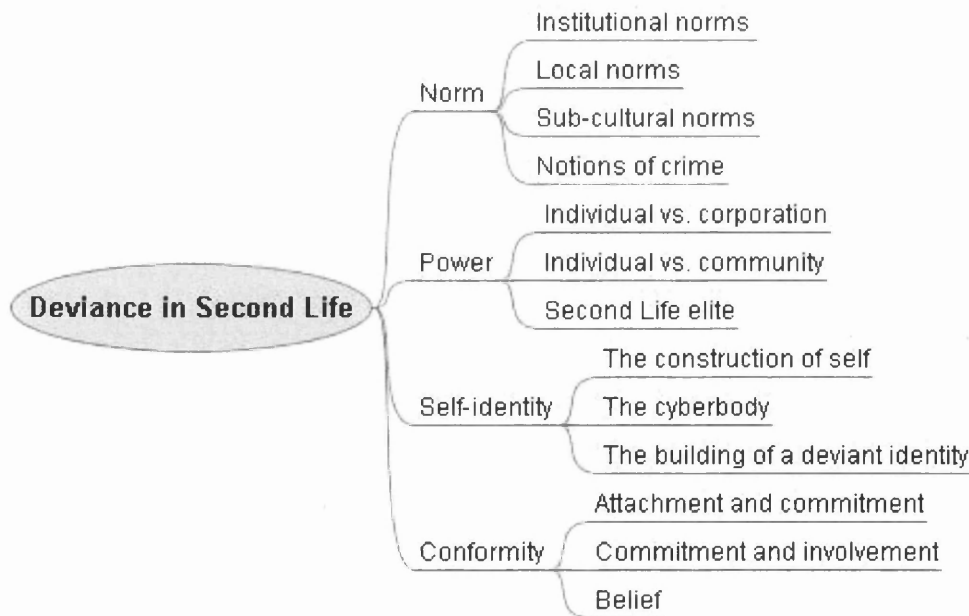 Deviance in Second Life
Norm
Institutional norms
Local norms
Sub-cultural norms
Notions of crime
Power
Individual vs. corporation
Individual vs. community
Second Life elite
Self-identity
The construction of self
The cyberbody
The building of a deviant identity
Conformity
Attachment and commitment
Commitment and involvement
Belief